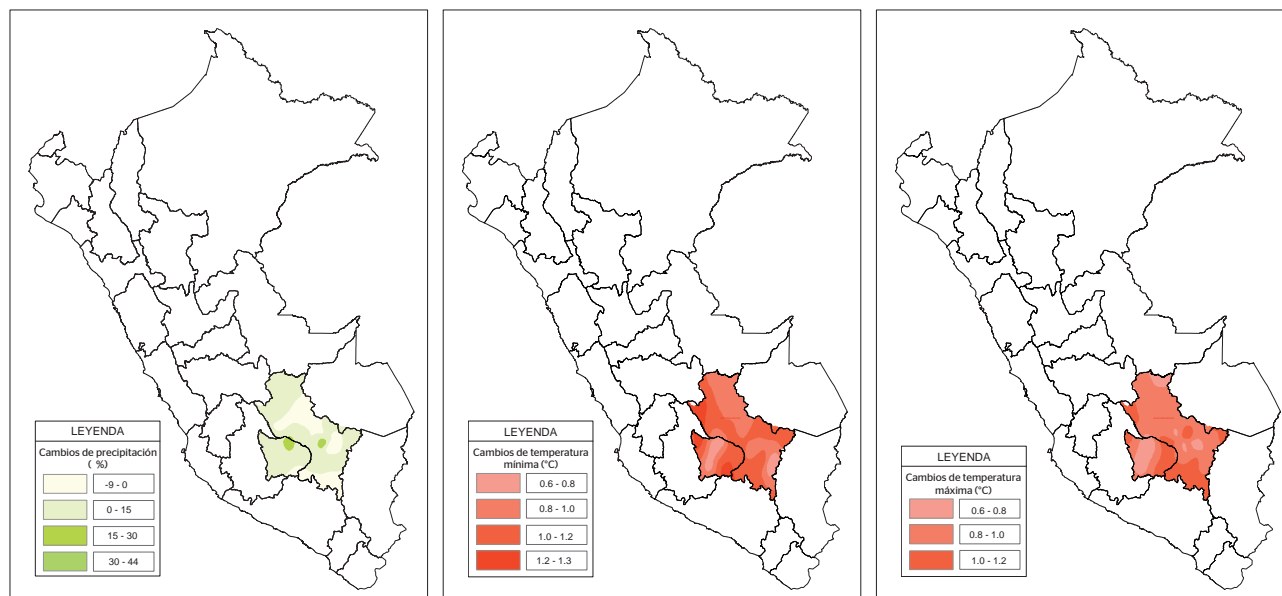 LEYENDA
Cambios de precipitación
( %)
-9 - 0
0 - 15
15 - 30
30 - 44
LEYENDA
Cambios de temperatura
mínima (°C)
0.6 - 0.8
0.8 - 1.0
1.0 - 1.2
1.2 - 1.3
LEYENDA
Cambios de temperatura
máxima (°C)
0.6 - 0.8
0.8 - 1.0
1.0 - 1.2